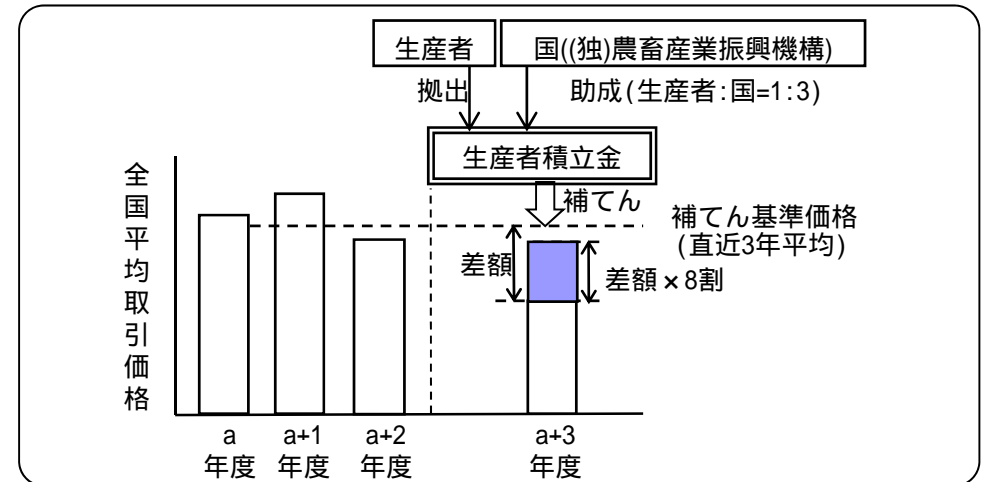 生産者
国((独)農畜産業振興機構)
拠出
助成(生産者:国=1:3)
生産者積立金
補てん
全国平均取引価格
補てん基準価格
(直近3年平均)
差額
差額×8割
a
年度
a+1
年度
a+2
年度
a+3
年度